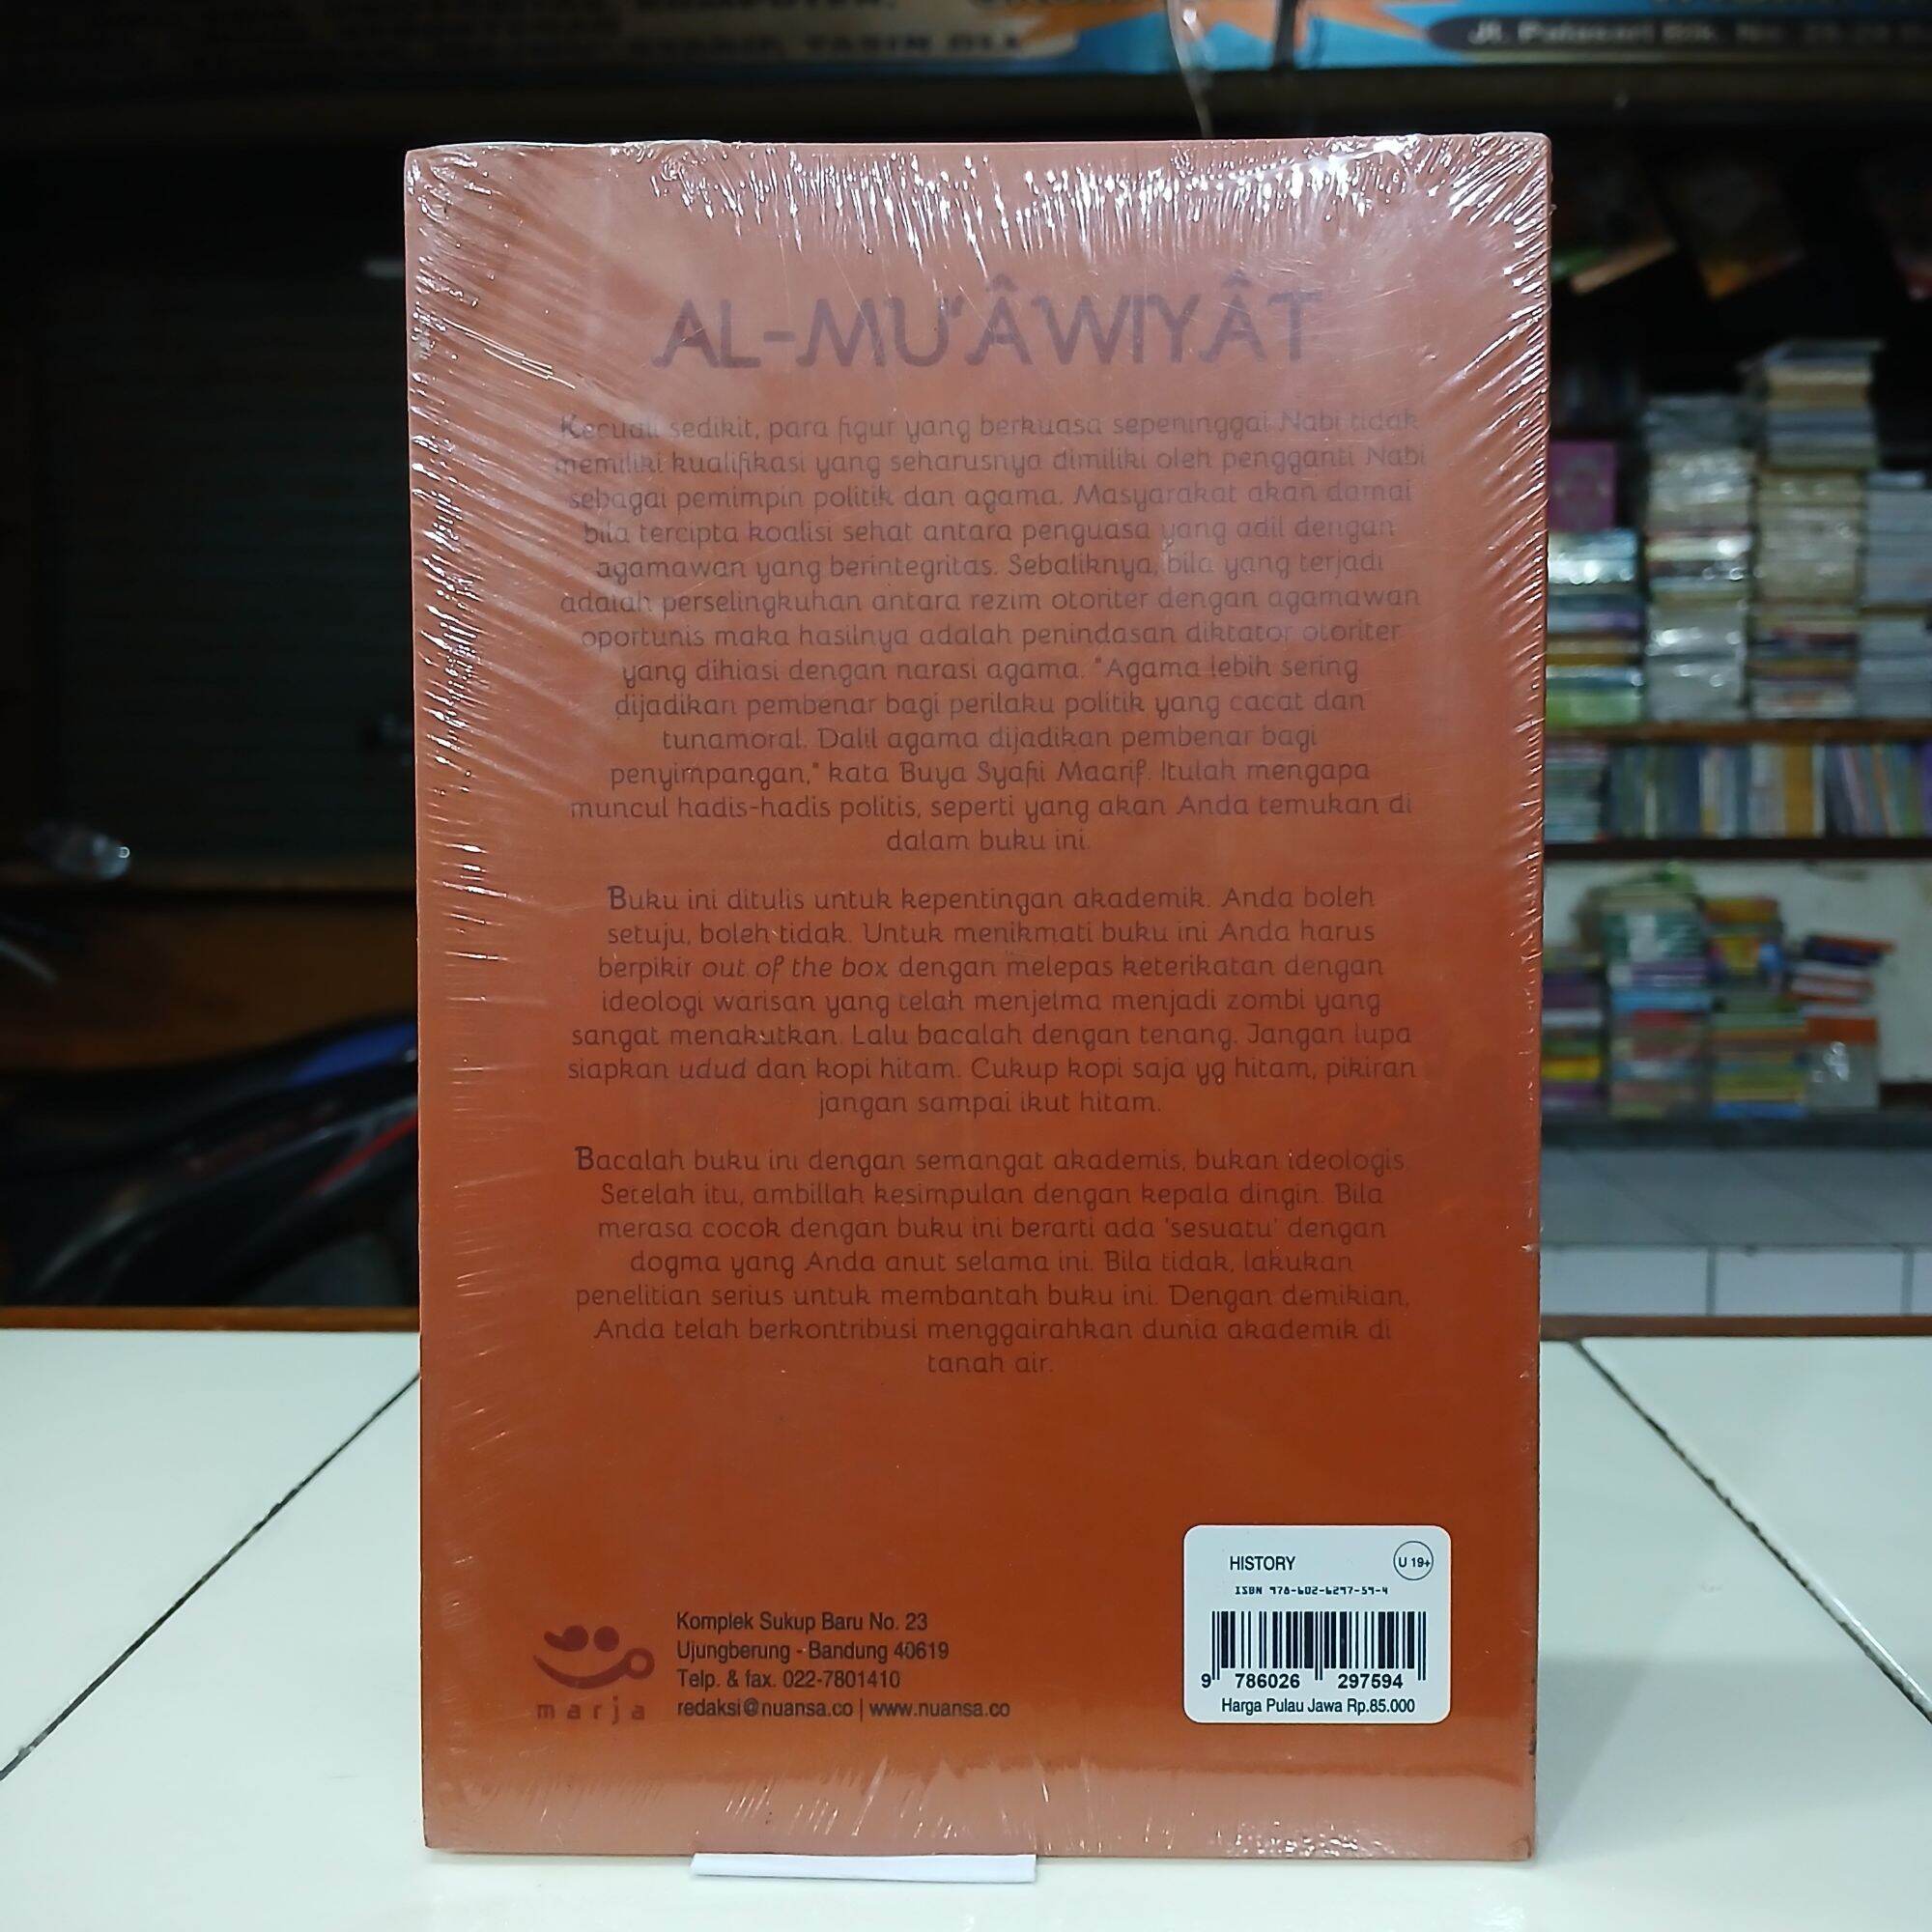 KOMPUTER,
YASIN DLL
Jl. Palasari Blk. No.
AL-MU'ÂWIYÂT
Kecuali sedikit, para figur yang berkuasa sepeninggal Nabi tidak
memiliki kualifikasi yang seharusnya dimiliki oleh pengganti Nabi
sebagai pemimpin politik dan agama. Masyarakat akan damai
bila tercipta koalisi sehat antara penguasa yang adil dengan
agamawan yang berintegritas. Sebaliknya, bila yang terjadi
adalah perselingkuhan antara rezim otoriter dengan agamawan
oportunis maka hasilnya adalah penindasan diktator otoriter
yang dihiasi dengan narasi agama. "Agama lebih sering
dijadikan pembenar bagi perilaku politik yang cacat dan
tunamoral. Dalil agama dijadikan pembenar bagi
penyimpangan," kata Buya Syafii Maarif. Itulah mengapa
muncul hadis-hadis politis, seperti yang akan Anda temukan di
dalam buku ini.
Buku ini ditulis untuk kepentingan akademik. Anda boleh
setuju, boleh tidak. Untuk menikmati buku ini Anda harus
berpikir out of the box dengan melepas keterikatan dengan
ideologi warisan yang telah menjelma menjadi zombi yang
sangat menakutkan. Lalu bacalah dengan tenang. Jangan lupa
siapkan udud dan kopi hitam. Cukup kopi saja yg hitam, pikiran
jangan sampai ikut hitam.
Bacalah buku ini dengan semangat akademis, bukan ideologis.
Setelah itu, ambillah kesimpulan dengan kepala dingin. Bila
merasa cocok dengan buku ini berarti ada 'sesuatu' dengan
dogma yang Anda anut selama ini. Bila tidak, lakukan
penelitian serius untuk membantah buku ini. Dengan demikian,
Anda telah berkontribusi menggairahkan dunia akademik di
tanah air.
marja
Komplek Sukup Baru No. 23
Ujungberung - Bandung 40619
Telp. & fax. 022-7801410
redaksi@nuansa.co | www.nuansa.co
HISTORY
U 19+
ISBN 978-602-6297-59-4
9 786026 297594
Harga Pulau Jawa Rp.85.000